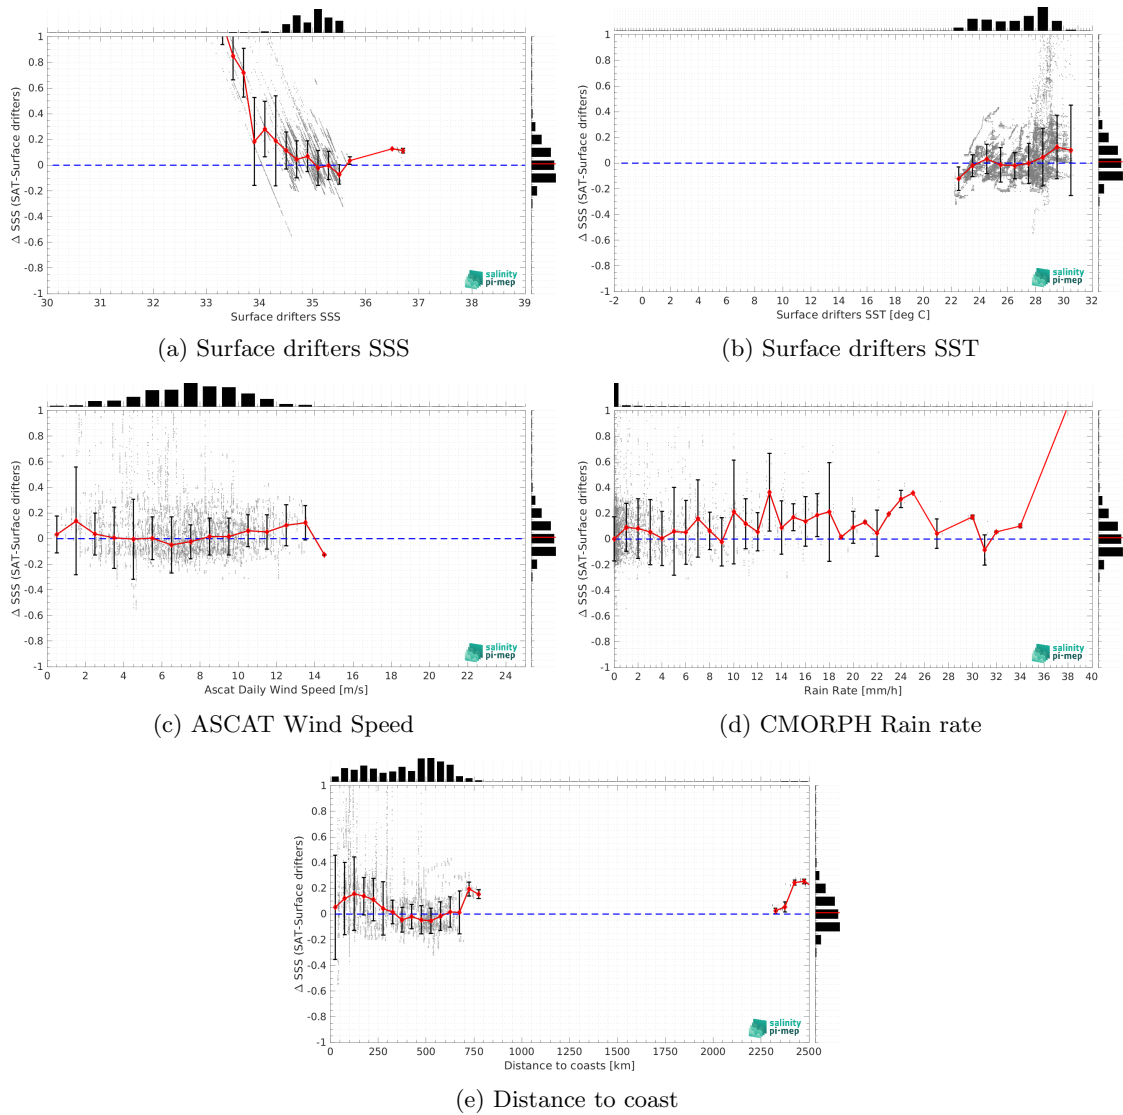 1
0.8
0.6
0.4
0.2
0
-0.2
-0.4
-0.6
-0.8
-1
Δ SSS (SAT-Surface drifters)
30 31 32 33 34 35 36 37 38 39
Surface drifters SSS
salinity
pi-mep
(a) Surface drifters SSS
1
0.8
0.6
0.4
0.2
0
-0.2
-0.4
-0.6
-0.8
-1
Δ SSS (SAT-Surface drifters)
-2 0 2 4 6 8 10 12 14 16 18 20 22 24 26 28 30 32
Surface drifters SST [deg C]
salinity
pi-mep
(b) Surface drifters SST
1
0.8
0.6
0.4
0.2
0
-0.2
-0.4
-0.6
-0.8
-1
Δ SSS (SAT-Surface drifters)
0 2 4 6 8 10 12 14 16 18 20 22 24
Ascat Daily Wind Speed [m/s]
salinity
pi-mep
(c) ASCAT Wind Speed
1
0.8
0.6
0.4
0.2
0
-0.2
-0.4
-0.6
-0.8
-1
Δ SSS (SAT-Surface drifters)
0 2 4 6 8 10 12 14 16 18 20 22 24 26 28 30 32 34 36 38 40
Rain Rate [mm/h]
salinity
pi-mep
(d) CMORPH Rain rate
1
0.8
0.6
0.4
0.2
0
-0.2
-0.4
-0.6
-0.8
-1
Δ SSS (SAT-Surface drifters)
0 250 500 750 1000 1250 1500 1750 2000 2250 2500
Distance to coasts [km]
salinity
pi-mep
(e) Distance to coast